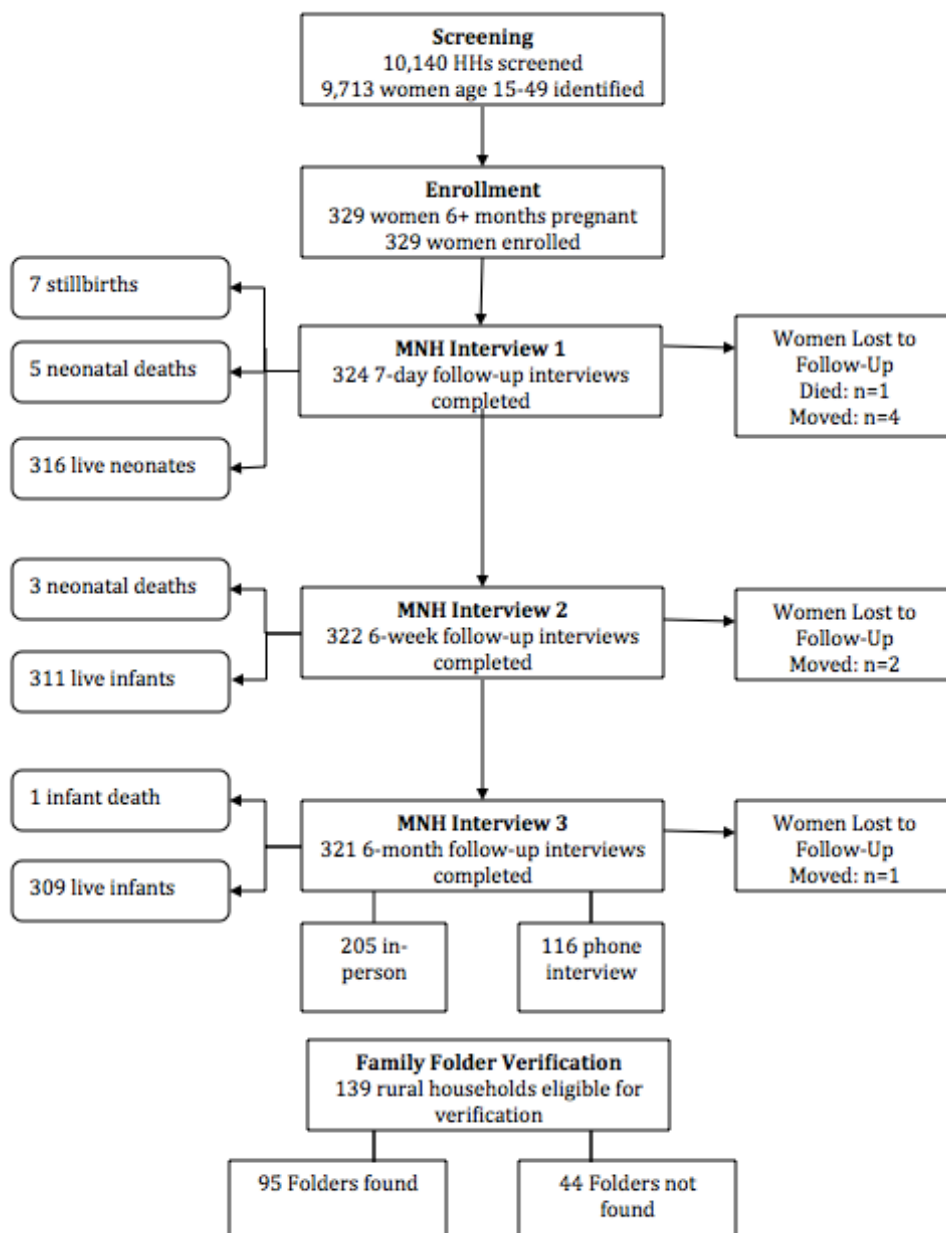 Screening
10,140 HHs screened
9,713 women age 15-49 identified
Enrollment
329 women 6+ months pregnant
329 women enrolled
7 stillbirths
5 neonatal deaths
316 live neonates
MNH Interview 1
324 7-day follow-up interviews
completed
Women Lost to
Follow-Up
Died: n=1
Moved: n=4
3 neonatal deaths
311 live infants
MNH Interview 2
322 6-week follow-up interviews
completed
Women Lost to
Follow-Up
Moved: n=2
1 infant death
309 live infants
MNH Interview 3
321 6-month follow-up interviews
completed
Women Lost to
Follow-Up
Moved: n=1
205 in-
person
116 phone
interview
Family Folder Verification
139 rural households eligible for
verification
95 Folders found
44 Folders not
found